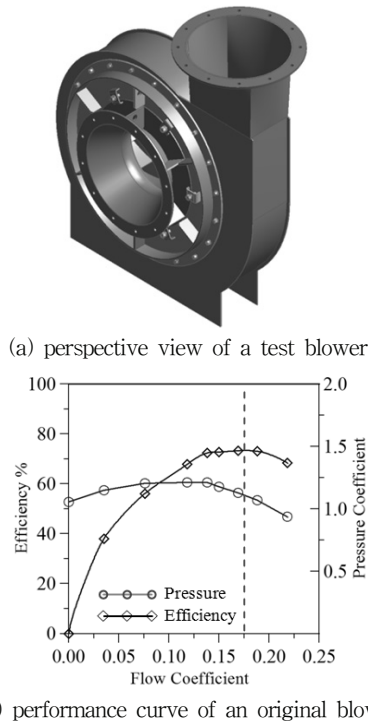 (a) perspective view of a test blower
100
80
60
40
20
0
Efficiency %
2.0
1.5
1.0
0.5
Pressure Coefficient
Pressure
Efficiency
0.00 0.05 0.10 0.15 0.20 0.25
Flow Coefficient
) performance curve of an original blow